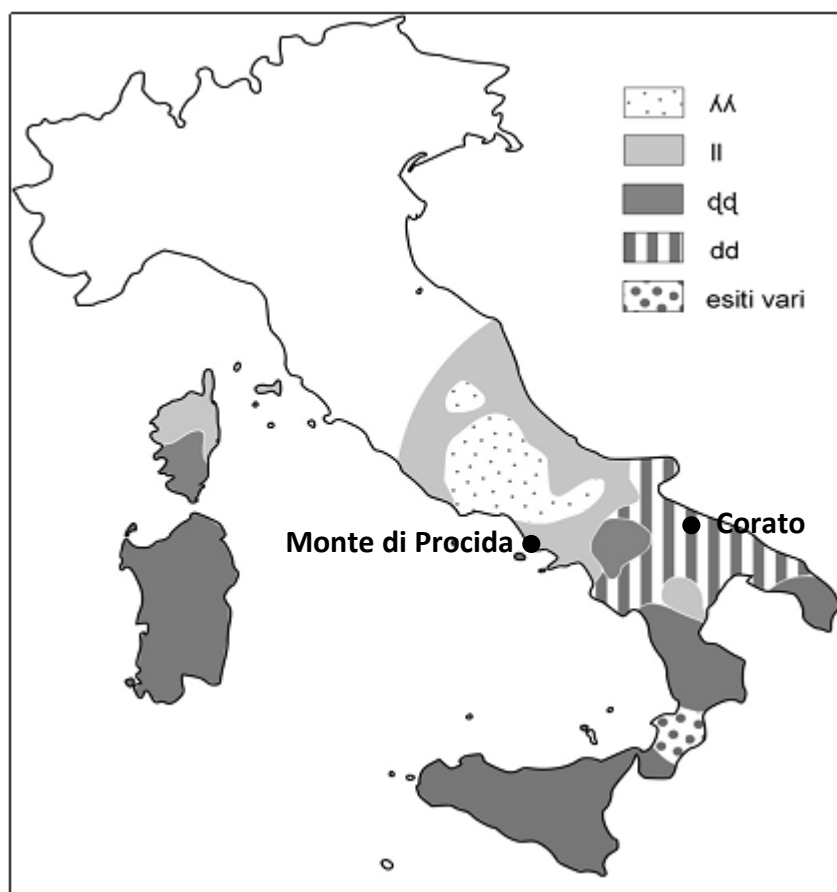 ʎʎ
ll
ɖɖ
dd
esiti vari
Corato
Monte di Procida